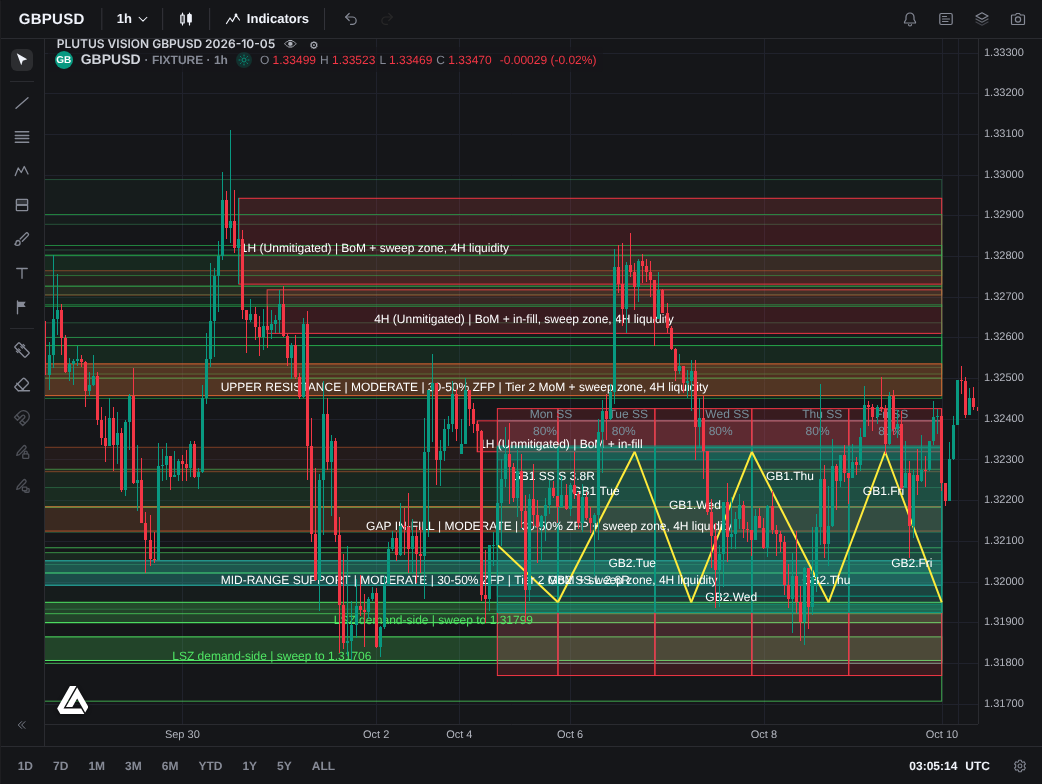 GBPUSD 1h Indicators
PLUTUS VISION GBPUSD 2026-10-05
GB GBPUSD · FIXTURE · 1h O 1.33499 H 1.33523 L 1.33469 C 1.33470 -0.00029 (-0.02%)
1.33300
1.33200
1.33100
1.33000
1.32900
1.32800
1.32700
1.32600
1.32500
1.32400
1.32300
1.32200
1.32100
1.32000
1.31900
1.31800
1.31700
1H (Unmitigated) | BoM + sweep zone, 4H liquidity
4H (Unmitigated) | BoM + in-fill, sweep zone, 4H liquidity
UPPER RESISTANCE | MODERATE | 30-50% ZFP | Tier 2 MoM + sweep zone, 4H liquidity
Mon SS Tue SS Wed SS Thu SS SS
80% 80% 80% 80%
1H (Unmitigated) | BoM + in-fill
GB1 SS 3.8R
GB1.Thu
GB1 Tue
GB1.Fri
GB1.Wed
GAP IN-FILL | MODERATE | 30-50% ZFP sweep zone, 4H liquidity
GB2.Tue
GB2.Fri
MID-RANGE SUPPORT | MODERATE | 30-50% ZFP | Tier 2 sweep zone, 4H liquidity
GB2.Thu
GB2.Wed
LSZ demand-side | sweep to 1.31799
LSZ demand-side | sweep to 1.31706
Sep 30 Oct 2 Oct 4 Oct 6 Oct 8 Oct 10
1D 7D 1M 3M 6M YTD 1Y 5Y ALL 03:05:14 UTC